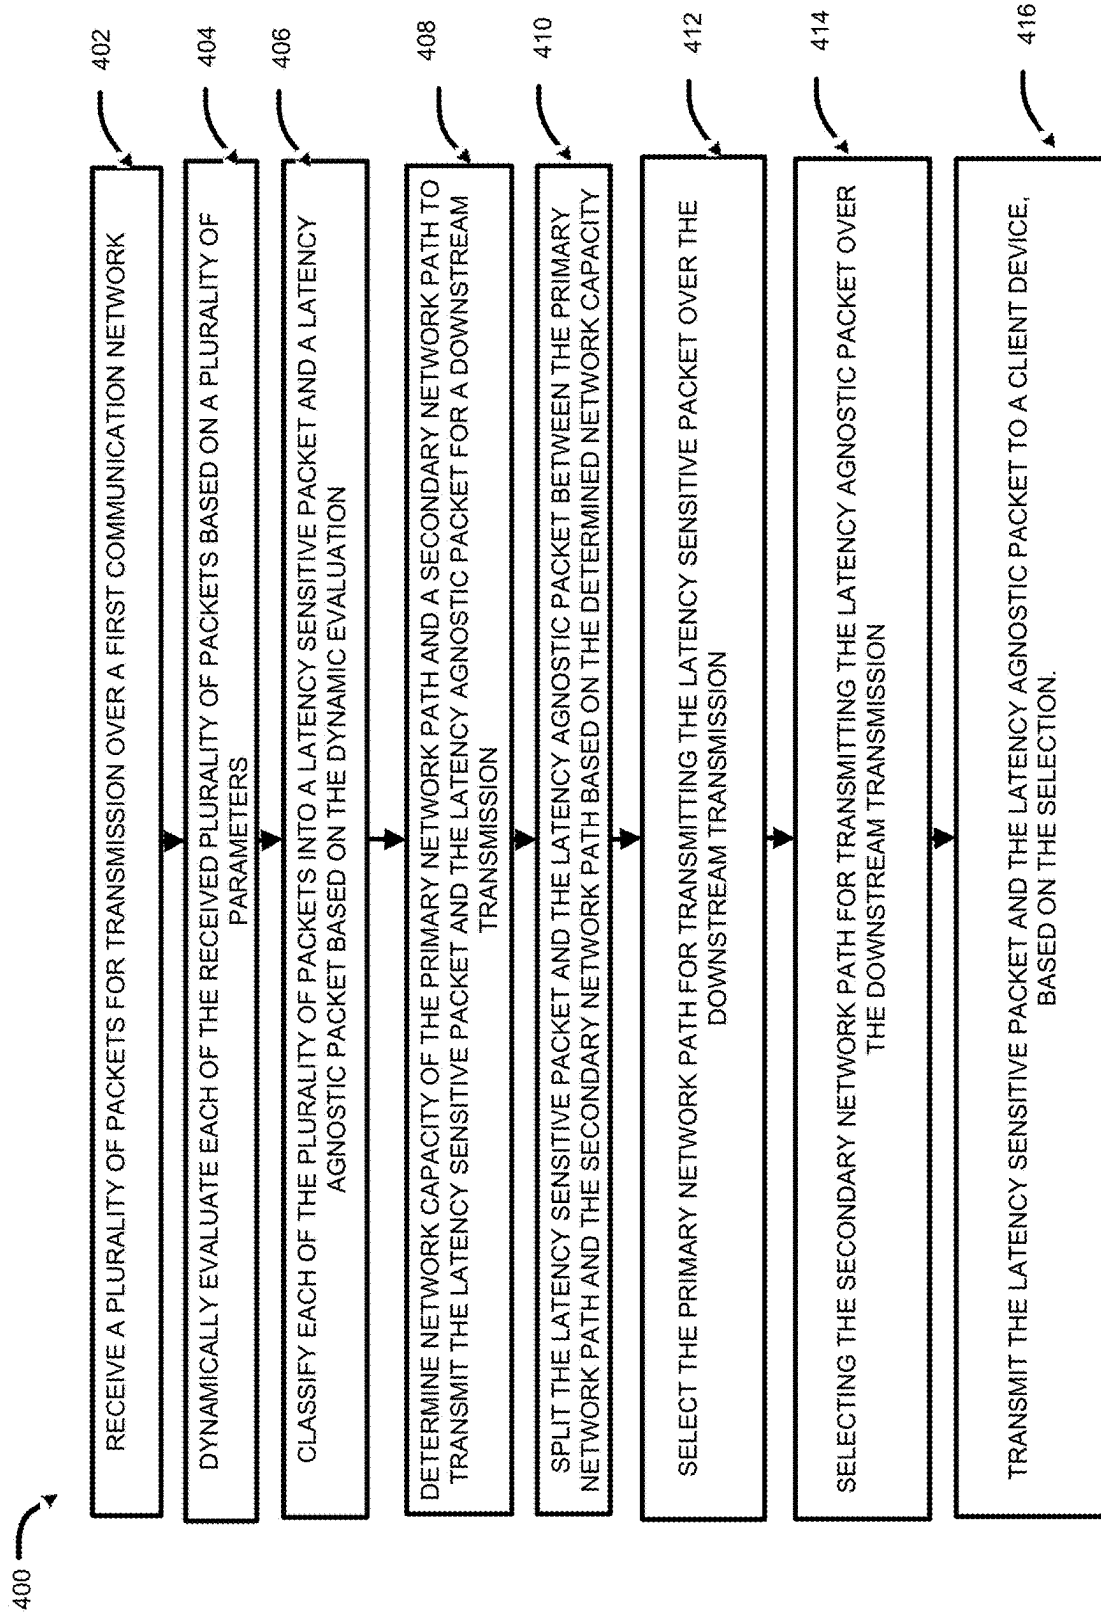 400
RECEIVE A PLURALITY OF PACKETS FOR TRANSMISSION OVER A FIRST COMMUNICATION NETWORK
402
DYNAMICALLY EVALUATE EACH OF THE RECEIVED PLURALITY OF PACKETS BASED ON A PLURALITY OF
PARAMETERS
404
CLASSIFY EACH OF THE PLURALITY OF PACKETS INTO A LATENCY SENSITIVE PACKET AND A LATENCY
AGNOSTIC PACKET BASED ON THE DYNAMIC EVALUATION
406
DETERMINE NETWORK CAPACITY OF THE PRIMARY NETWORK PATH AND A SECONDARY NETWORK PATH TO
TRANSMIT THE LATENCY SENSITIVE PACKET AND THE LATENCY AGNOSTIC PACKET FOR A DOWNSTREAM
TRANSMISSION
408
SPLIT THE LATENCY SENSITIVE PACKET AND THE LATENCY AGNOSTIC PACKET BETWEEN THE PRIMARY
NETWORK PATH AND THE SECONDARY NETWORK PATH BASED ON THE DETERMINED NETWORK CAPACITY
410
SELECT THE PRIMARY NETWORK PATH FOR TRANSMITTING THE LATENCY SENSITIVE PACKET OVER THE
DOWNSTREAM TRANSMISSION
412
SELECTING THE SECONDARY NETWORK PATH FOR TRANSMITTING THE LATENCY AGNOSTIC PACKET OVER
THE DOWNSTREAM TRANSMISSION
414
TRANSMIT THE LATENCY SENSITIVE PACKET AND THE LATENCY AGNOSTIC PACKET TO A CLIENT DEVICE,
BASED ON THE SELECTION.
416